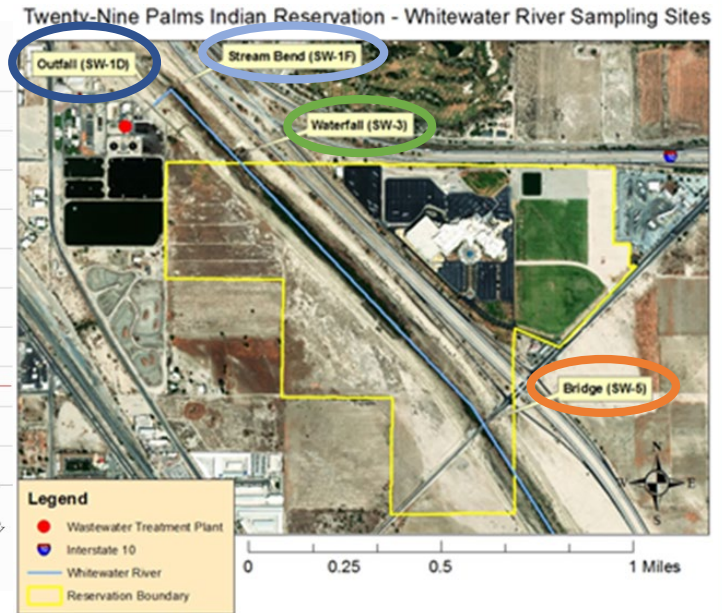 Twenty-Nine Palms Indian Reservation - Whitewater River Sampling Sites
Outfall (SW-1D)
Stream Bend (SW-1F)
Waterfall (SW-3)
Bridge (SW-5)
N
W E
S
Legend
Wastewater Treatment Plant
Interstate 10
Whitewater River
Reservation Boundary
0 0.25 0.5 1 Miles